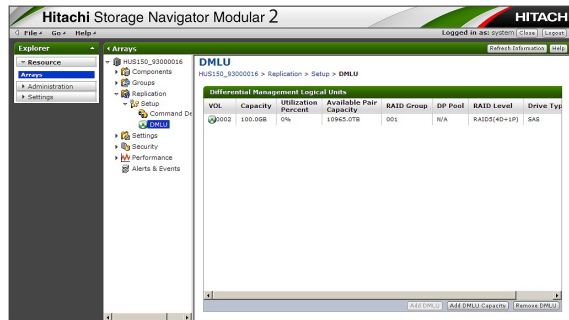 Hitachi Storage Navigator Modular 2
HITACH
File Go Help
Logged in as: system Close Logout
Explorer
Arrays
Refresh Information Help
Resource
Arrays
Administration
Settings
HUS150_93000016
Components
Groups
Replication
Setup
Command De
DMLU
Settings
Security
Performance
Alerts & Events
DMLU
HUS150_93000016 > Replication > Setup > DMLU
Differential Management Logical Units
VOL Capacity Utilization Percent Available Pair Capacity RAID Group DP Pool RAID Level Drive Typ
0002 100.0GB 0% 10965.0TB 001 N/A RAID5(4D+1P) SAS
Add DMLU Add DMLU Capacity Remove DMLU